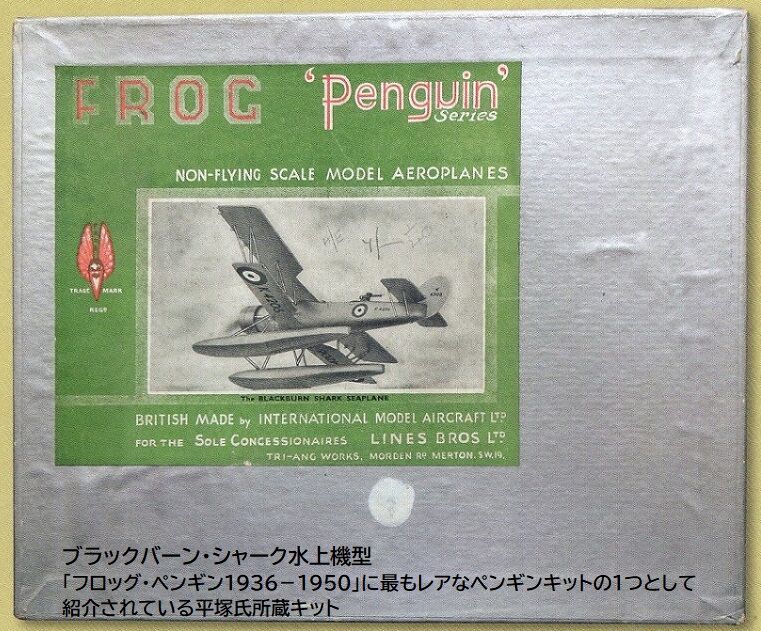 FROG 'Penguin'
Series
NON-FLYING SCALE MODEL AEROPLANES
TRADE MARK
REGD
The BLACKBURN SHARK SEAPLANE
BRITISH MADE by INTERNATIONAL MODEL AIRCRAFT LTD
FOR THE SOLE CONCESSIONAIRES LINES BROS LTD
TRI-ANG WORKS, MORDEN RD MERTON. S.W.19.
ブラックバーン・シャーク水上機型
「フロッグ・ペンギン1936－1950」に最もレアなペンギンキットの1つとして
紹介されている平塚氏所蔵キット